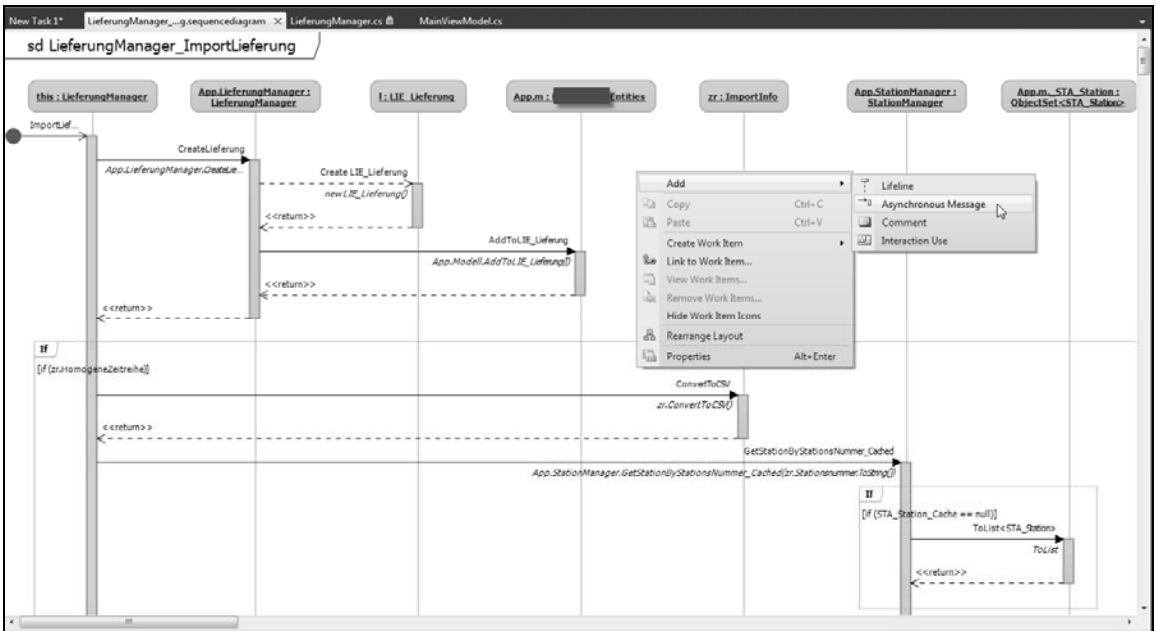 New Task 1*
LieferungManager_...g.sequencediagram
LieferungManager.cs
MainViewModel.cs
sd LieferungManager_ImportLieferung
this : LieferungManager
App.LieferungManager :
LieferungManager
l : LIE_Lieferung
App.m :
Entities
zr : ImportInfo
App.StationManager :
StationManager
App.m._STA_Station :
ObjectSet<STA_Station>
ImportLief...
CreateLieferung
App.LieferungManager.CreateLie...
Create LIE_Lieferung
new LIE_Lieferung()
<<return>>
AddToLIE_Lieferung
App.Modell.AddToLIE_Lieferung(l)
<<return>>
<<return>>
Add
Copy Ctrl+C
Paste Ctrl+V
Create Work Item
Link to Work Item...
View Work Items...
Remove Work Items...
Hide Work Item Icons
Rearrange Layout
Properties Alt+Enter
Lifeline
Asynchronous Message
Comment
Interaction Use
If
[if (zr.HomogeneZeitreihe)]
ConvertToCSV
zr.ConvertToCSV()
<<return>>
GetStationByStationsNummer_Cached
App.StationManager.GetStationByStationsNummer_Cached(zr.Stationsnummer.ToString())
If
[if (STA_Station_Cache == null)]
ToList<STA_Station>
ToList
<<return>>